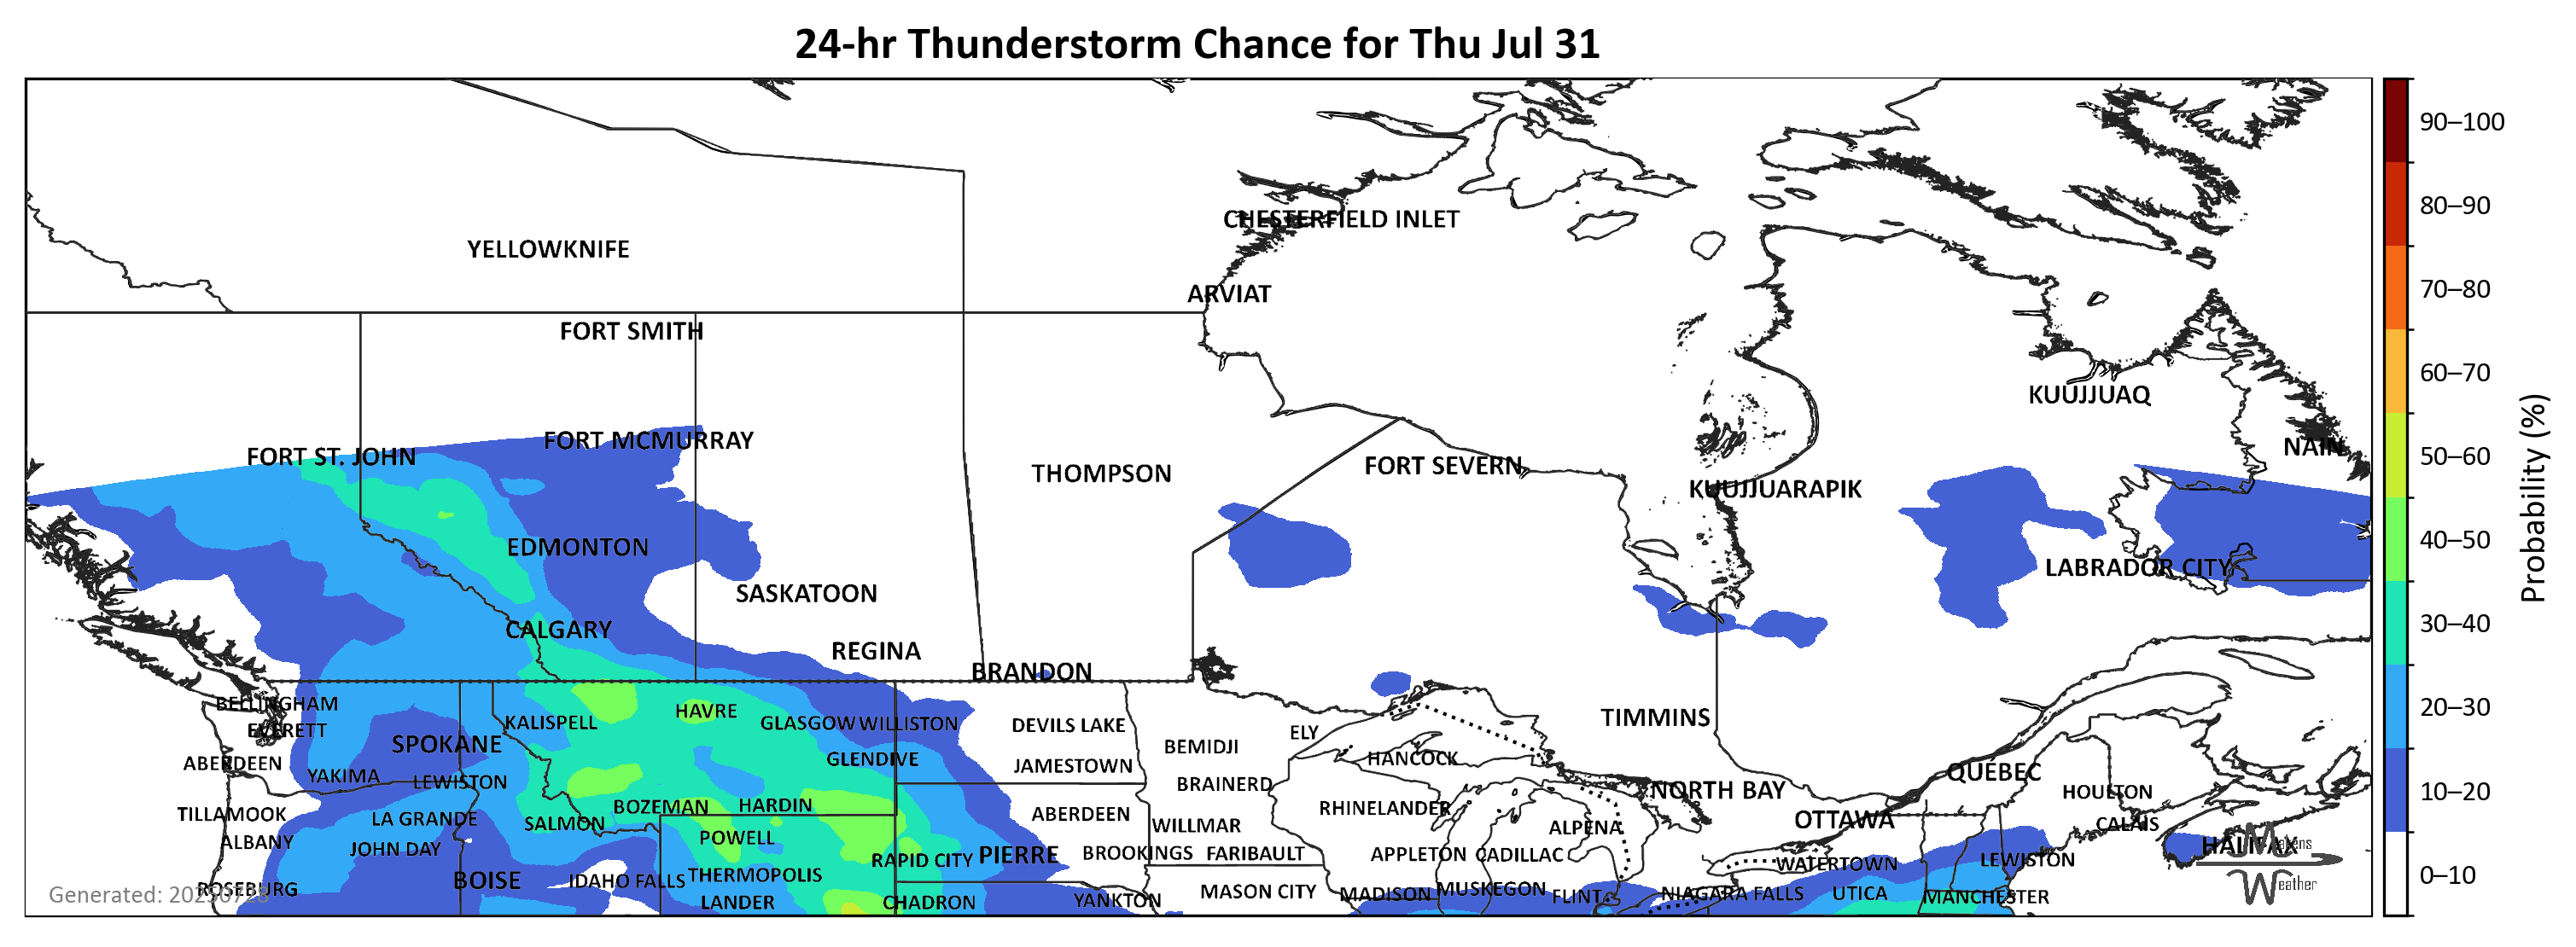 24-hr Thunderstorm Chance for Thu Jul 31
90–100
80–90
CHESTERFIELD INLET
YELLOWKNIFE
70–80
ARVIAT
FORT SMITH
60–70
KUUJJUAQ
FORT MCMURRAY
NAIN
50–60
FORT ST. JOHN
FORT SEVERN
THOMPSON
KUUJJUARAPIK
Probability (%)
40–50
EDMONTON
LABRADOR CITY
SASKATOON
30–40
CALGARY
REGINA
BRANDON
20–30
BELLINGHAM
HAVRE
TIMMINS
KALISPELL
GLASGOW
WILLISTON
DEVILS LAKE
EVERETT
ELY
SPOKANE
BEMIDJI
HANCOCK
GLENDIVE
ABERDEEN
JAMESTOWN
QUÉBEC
YAKIMA
LEWISTON
BRAINERD
NORTH BAY
HOULTON
10–20
BOZEMAN
HARDIN
RHINELANDER
TILLAMOOK
ABERDEEN
LA GRANDE
OTTAWA
SALMON
WILLMAR
CALAIS
ALPENA
POWELL
ALBANY
HALIFAX
Makens
JOHN DAY
BROOKINGS
FARIBAULT
APPLETON
CADILLAC
PIERRE
RAPID CITY
LEWISTON
WATERTOWN
THERMOPOLIS
0–10
BOISE
IDAHO FALLS
Weather
ROSEBURG
MUSKEGON
MASON CITY
MADISON
NIAGARA FALLS
UTICA
Generated: 20250728
FLINT
MANCHESTER
YANKTON
LANDER
CHADRON